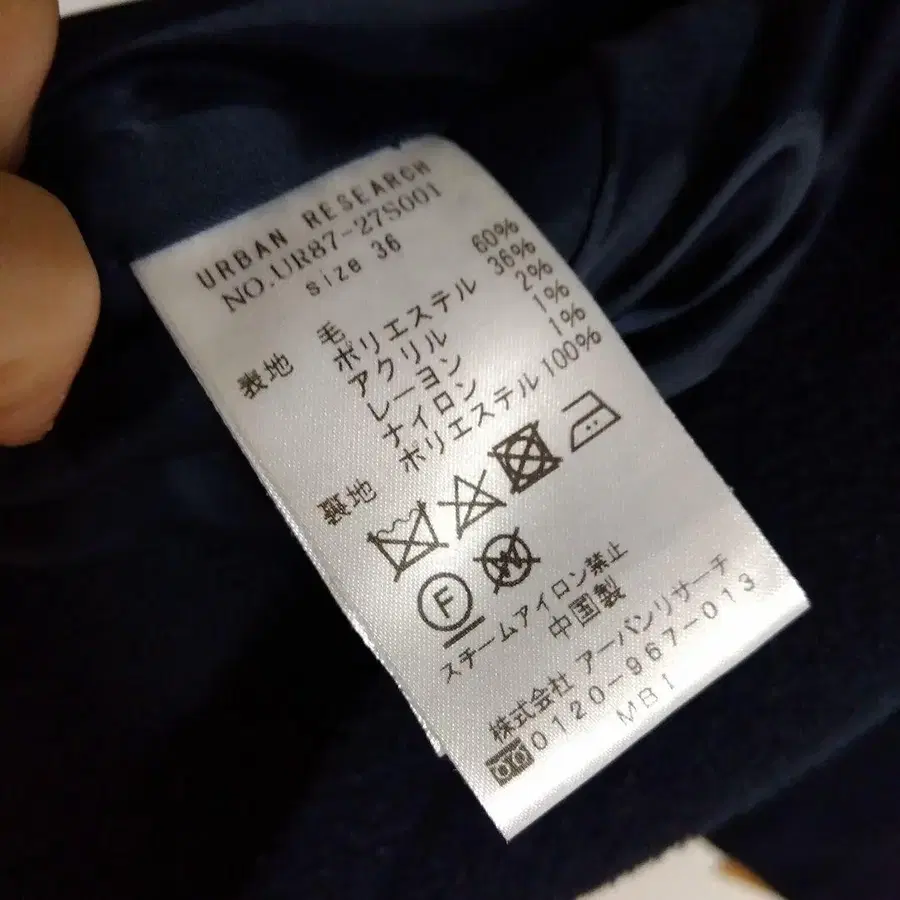 URBAN RESEARCH
NO.UR87-27S001
size 36
表地 毛 60%
ポリエステル 36%
アクリル 2%
レーヨン 1%
ナイロン 1%
裏地 ポリエステル 100%
F
W
スチームアイロン禁止
中国製
株式会社 アーバンリサーチ
0120-967-013
MBI